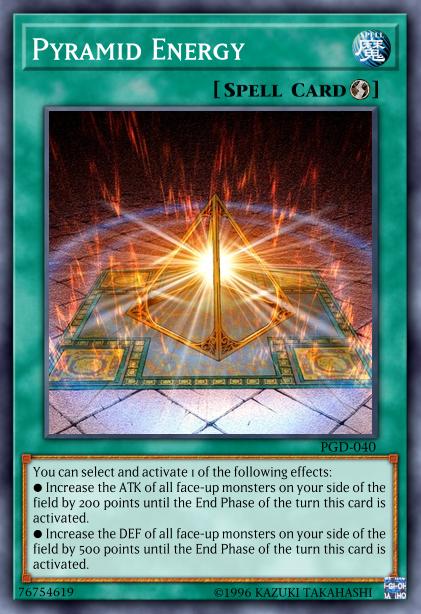 Pyramid Energy
SPELL
魔
[Spell Card]
PGD-040
You can select and activate 1 of the following effects:
● Increase the ATK of all face-up monsters on your side of the
field by 200 points until the End Phase of the turn this card is
activated.
● Increase the DEF of all face-up monsters on your side of the
field by 500 points until the End Phase of the turn this card is
activated.
76754619
©1996 KAZUKI TAKAHASHI